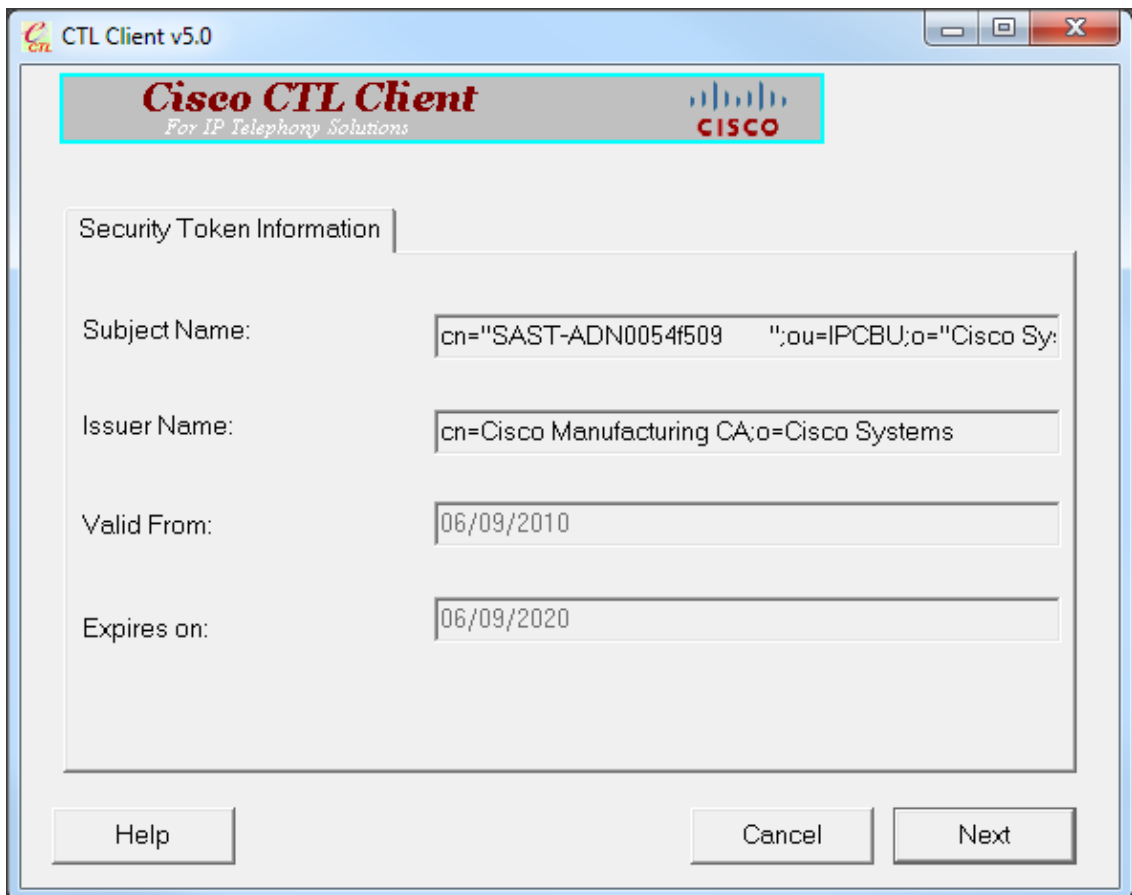 CTL Client v5.0
Cisco CTL Client
For IP Telephony Solutions
CISCO
Security Token Information
Subject Name: cn="SAST-ADN0054f509 ";ou=IPCBU;o="Cisco Sys
Issuer Name: cn=Cisco Manufacturing CA;o=Cisco Systems
Valid From: 06/09/2010
Expires on: 06/09/2020
Help Cancel Next